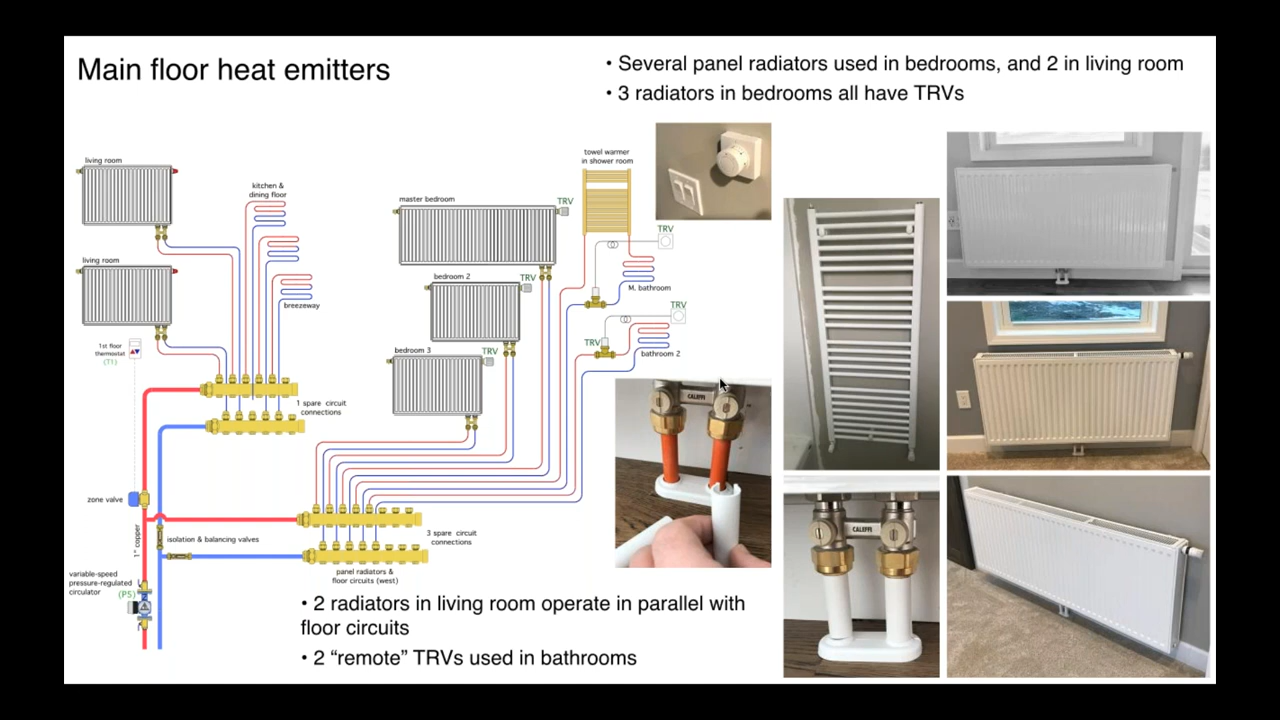 Main floor heat emitters
• Several panel radiators used in bedrooms, and 2 in living room
• 3 radiators in bedrooms all have TRVs
living room
kitchen &
dining floor
living room
breezeway
1st floor
thermostat
(T1)
1 spare circuit
connections
master bedroom
TRV
bedroom 2
TRV
bedroom 3
TRV
towel warmer
in shower room
TRV
M. bathroom
TRV
TRV
bathroom 2
zone valve
1" copper
isolation & balancing valves
3 spare circuit
connections
panel radiators &
floor circuits (west)
variable-speed
pressure-regulated
circulator
(P5)
CALEFFI
CALEFFI
• 2 radiators in living room operate in parallel with
floor circuits
• 2 “remote” TRVs used in bathrooms